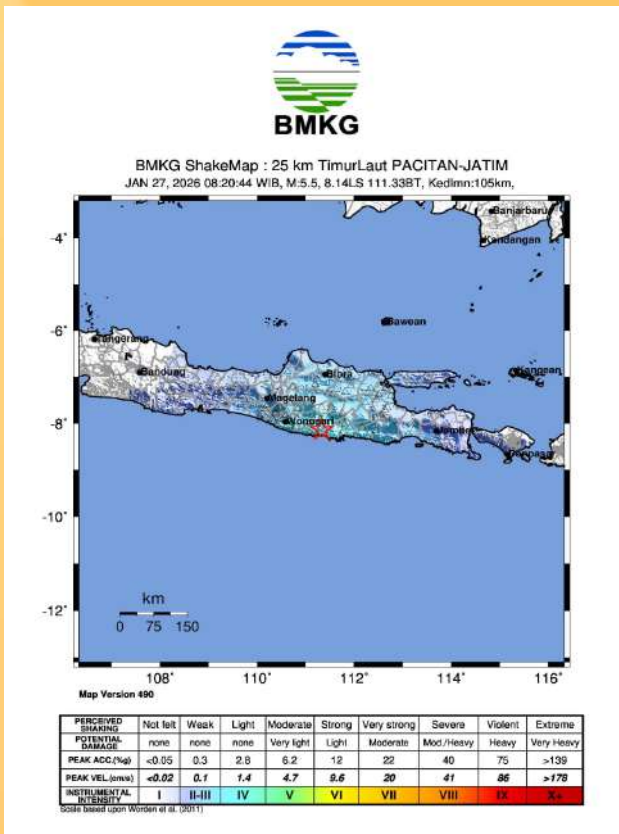 BMKG
BMKG ShakeMap : 25 km TimurLaut PACITAN-JATIM
JAN 27, 2026 08:20:44 WIB, M:5.5, 8.14LS 111.33BT, Kedlmn:105km,
Banjarbaru
-4˚
Kandangan
Bawean
-6˚
Tangerang
Bandung
Blora
Kangean
Magelang
-8˚
Wonogiri
Jember
Denpasar
-10˚
-12˚
km
0 75 150
108˚ 110˚ 112˚ 114˚ 116˚
Map Version 490
PERCEIVED SHAKING Not felt Weak Light Moderate Strong Very strong Severe Violent Extreme
POTENTIAL DAMAGE none none none Very light Light Moderate Mod./Heavy Heavy Very Heavy
PEAK ACC.(%g) <0.05 0.3 2.8 6.2 12 22 40 75 >139
PEAK VEL.(cm/s) <0.02 0.1 1.4 4.7 9.6 20 41 86 >178
INSTRUMENTAL INTENSITY I II-III IV V VI VII VIII IX X+
Scale based upon Worden et al. (2011)